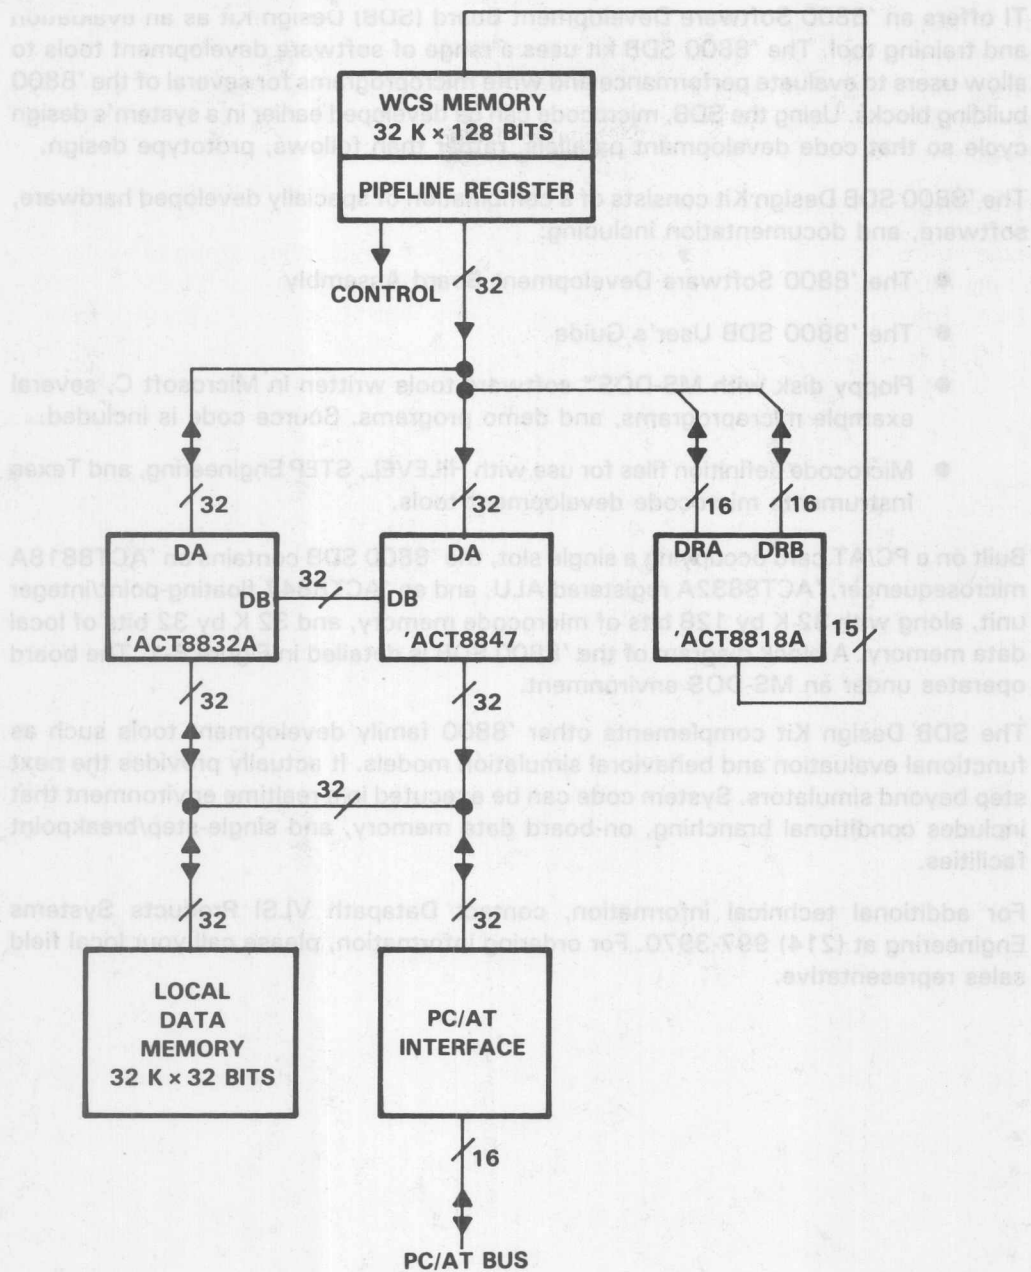 WCS MEMORY
32 K × 128 BITS
PIPELINE REGISTER
CONTROL
32
32
32
16
16
DA
DA
DRA DRB
32
DB
DB
'ACT8832A
'ACT8847
'ACT8818A
15
32
32
32
32
32
LOCAL
DATA
MEMORY
32 K × 32 BITS
PC/AT
INTERFACE
16
PC/AT BUS